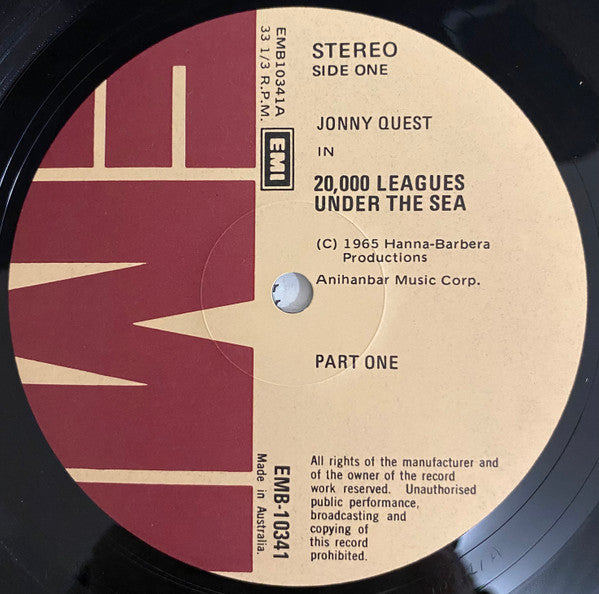 STEREO
SIDE ONE
EMB10341A
33 1/3 R.P.M.
EMI
JONNY QUEST
IN
20,000 LEAGUES
UNDER THE SEA
(C) 1965 Hanna-Barbera
Productions
Anihanbar Music Corp.
PART ONE
EMB-10341
Made in Australia.
All rights of the manufacturer and
of the owner of the record
work reserved. Unauthorised
public performance,
broadcasting and
copying of
this record
prohibited.
EMI